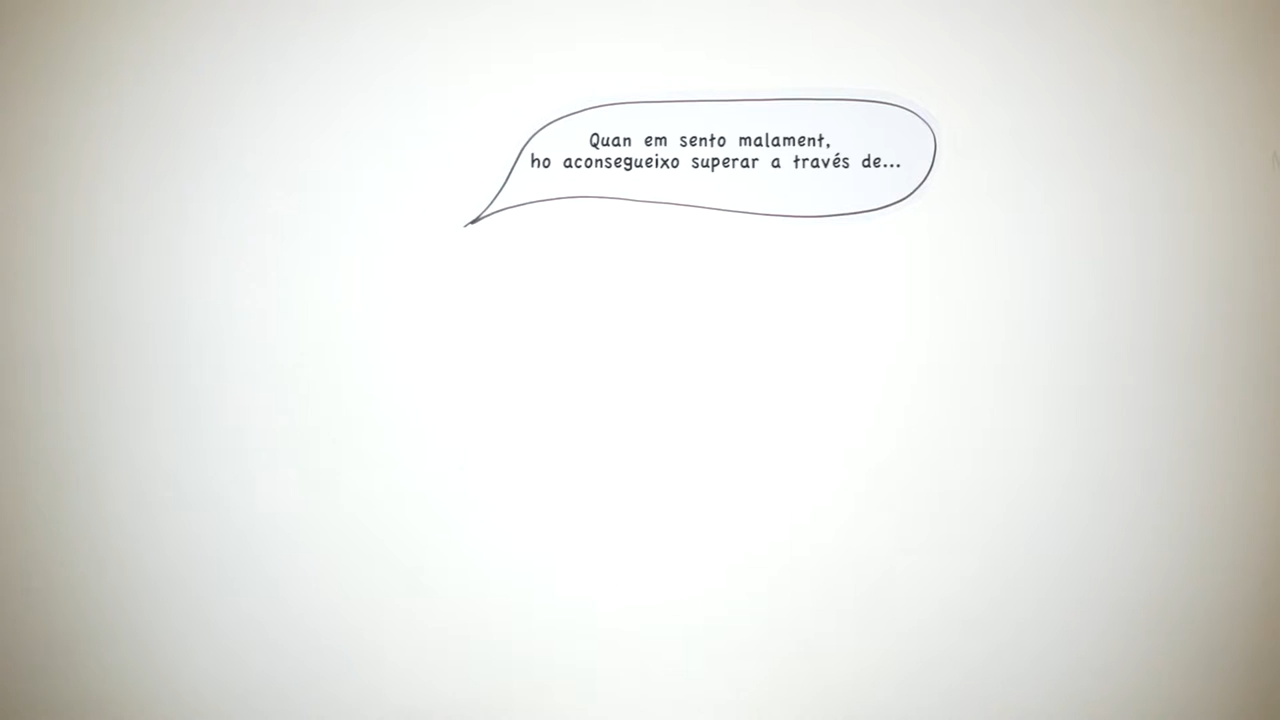 Quan em sento malament,
ho aconsegueixo superar a través de...